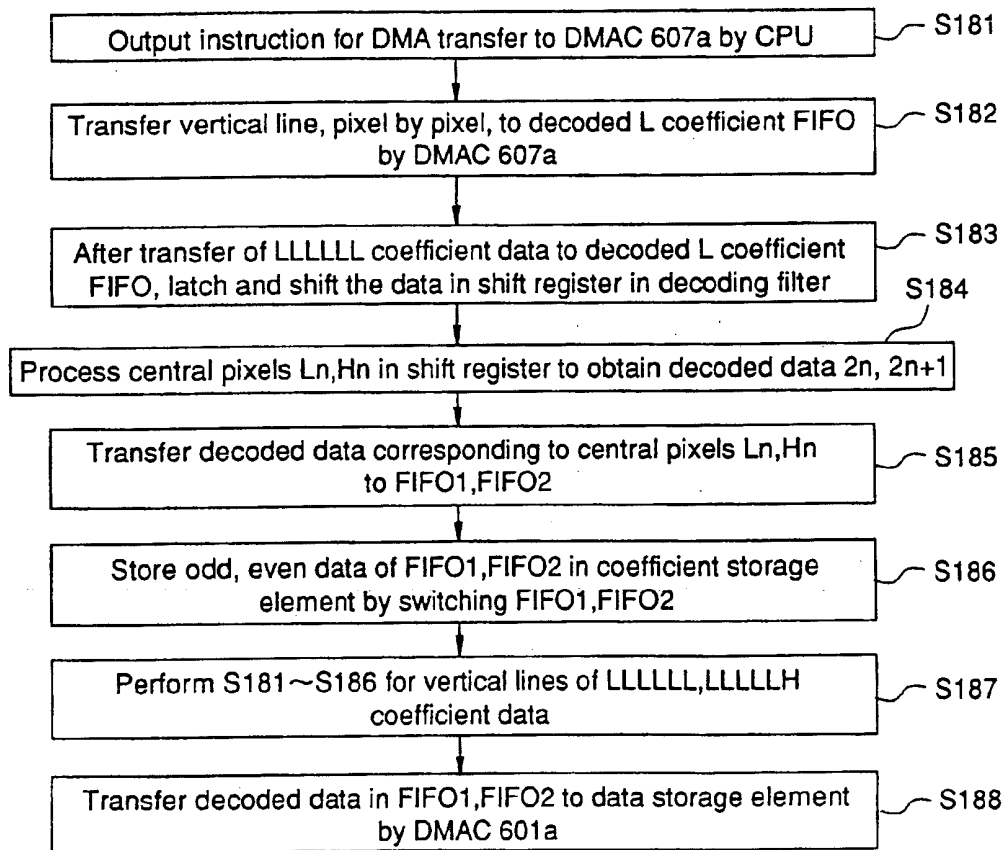 Output instruction for DMA transfer to DMAC 607a by CPU
S181
Transfer vertical line, pixel by pixel, to decoded L coefficient FIFO
by DMAC 607a
S182
After transfer of LLLLLL coefficient data to decoded L coefficient
FIFO, latch and shift the data in shift register in decoding filter
S183
S184
Process central pixels Ln,Hn in shift register to obtain decoded data 2n, 2n+1
Transfer decoded data corresponding to central pixels Ln,Hn
to FIFO1,FIFO2
S185
Store odd, even data of FIFO1,FIFO2 in coefficient storage
element by switching FIFO1,FIFO2
S186
Perform S181～S186 for vertical lines of LLLLLL,LLLLLH
coefficient data
S187
Transfer decoded data in FIFO1,FIFO2 to data storage element
by DMAC 601a
S188